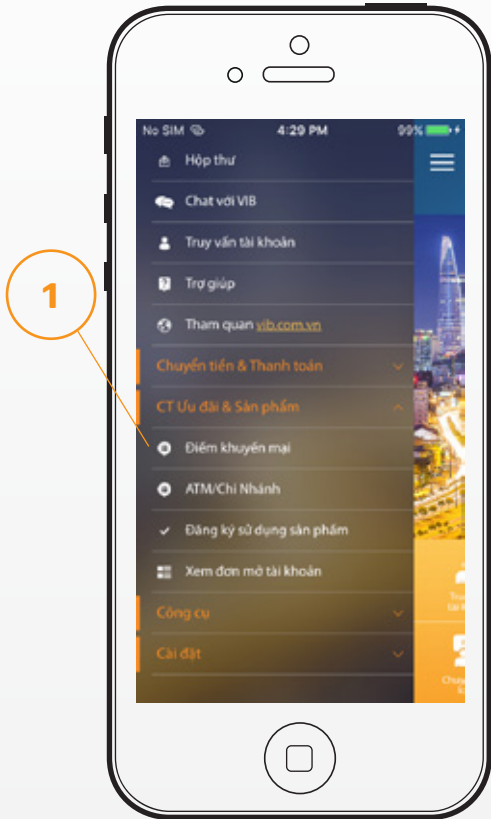 No SIM 4:29 PM 99%
Hộp thư
Chat với VIB
Truy vấn tài khoản
Trợ giúp
Tham quan vib.com.vn
1
Chuyển tiền & Thanh toán
CT Ưu đãi & Sản phẩm
Điểm khuyến mại
ATM/Chi Nhánh
Đăng ký sử dụng sản phẩm
Xem đơn mở tài khoản
Công cụ
Cài đặt